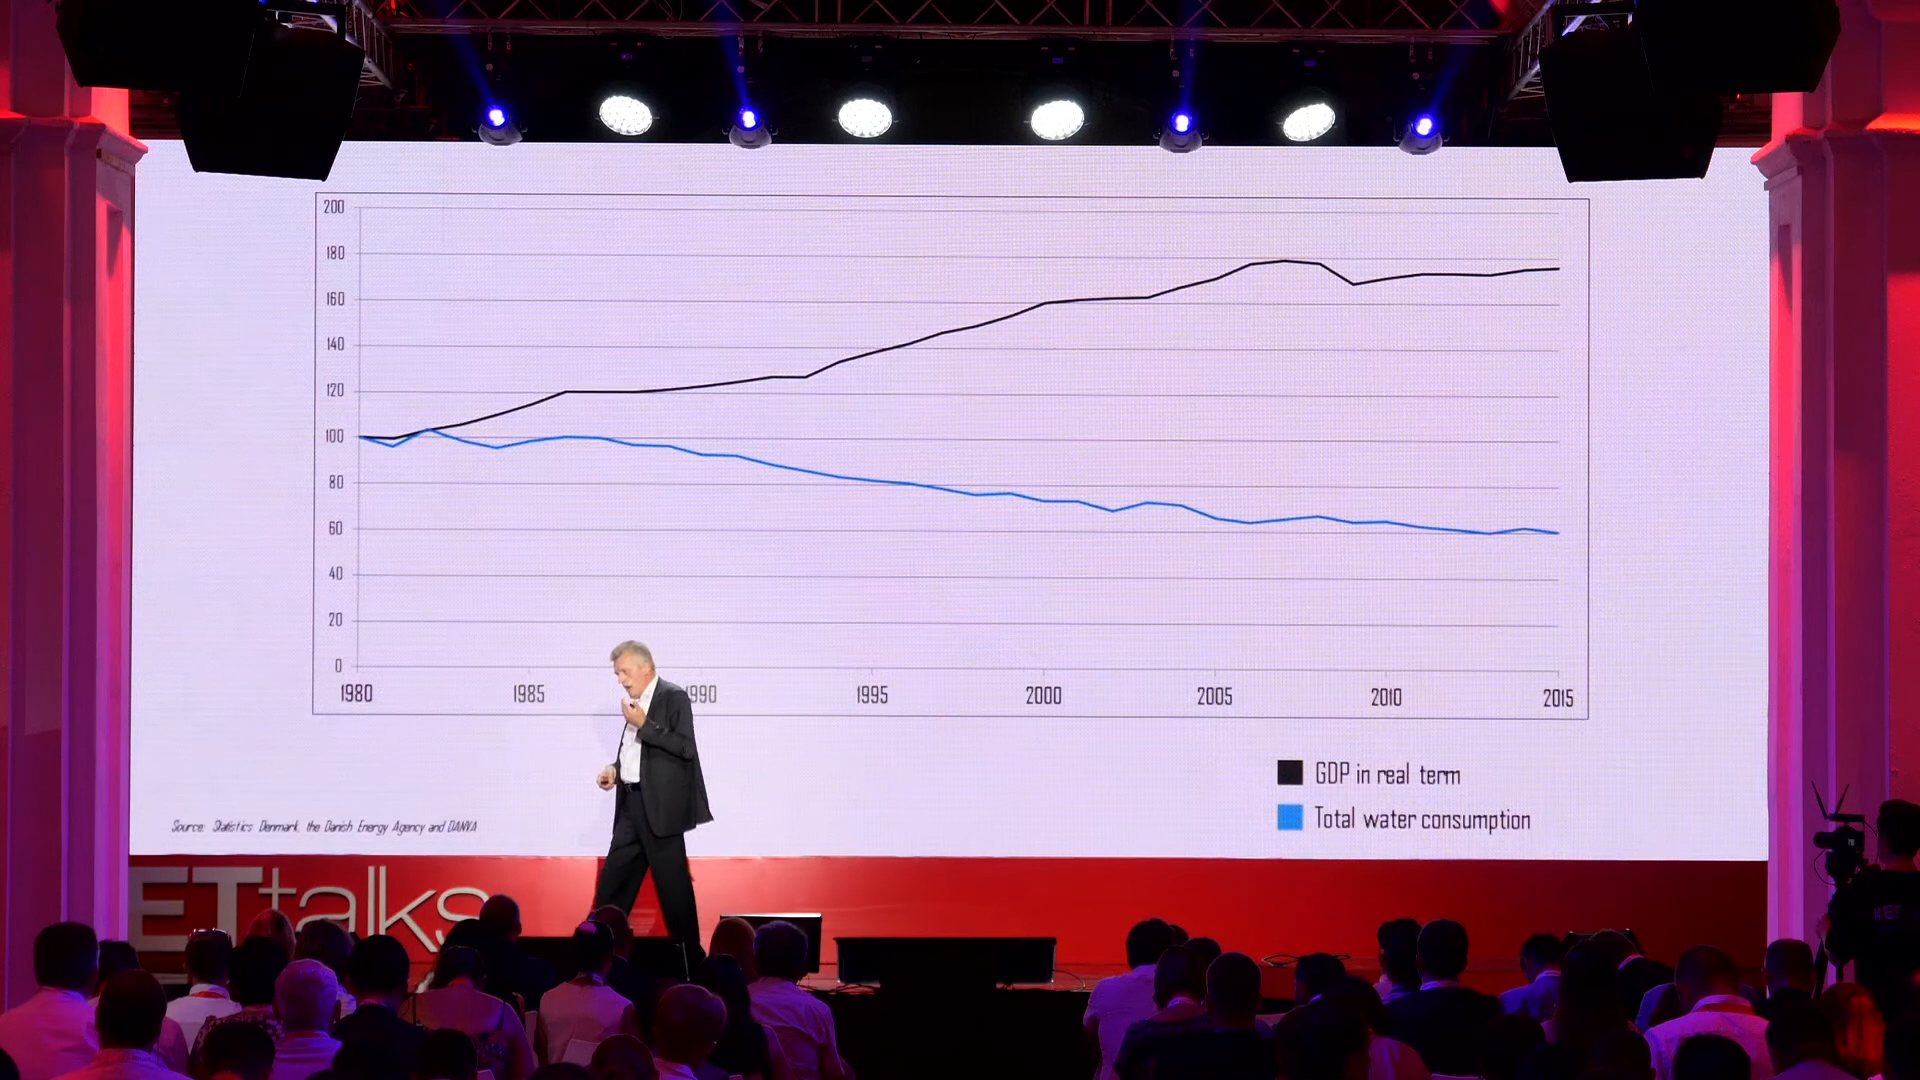 200
180
160
140
120
100
80
60
40
20
0
1980 1985 1990 1995 2000 2005 2010 2015
GDP in real term
Total water consumption
Source: Statistics Denmark, the Danish Energy Agency and DANVA
ETtalks